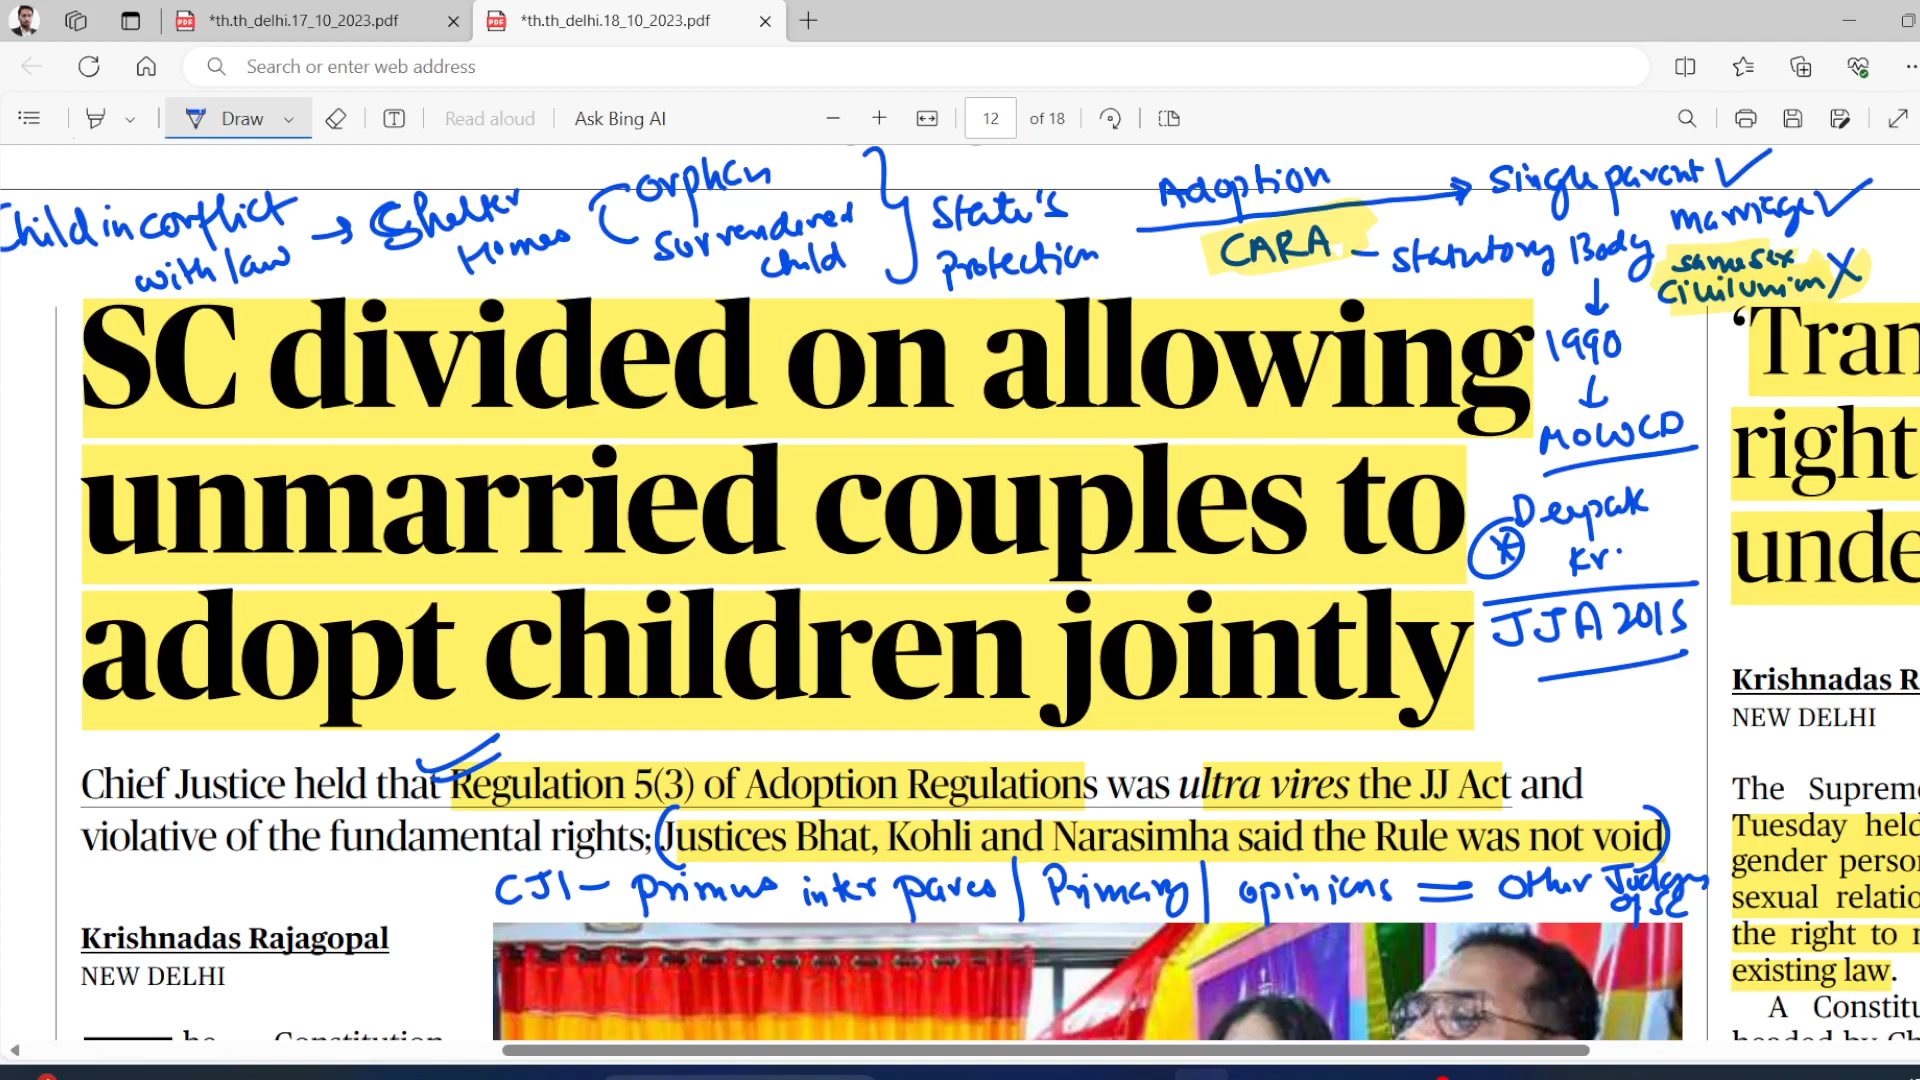 *th.th_delhi.17_10_2023.pdf
*th.th_delhi.18_10_2023.pdf
Search or enter web address
Draw
Read aloud
Ask Bing AI
12
of 18
Child in conflict with law → Shelter Homes
orphan
surrendered child
State's Protection
Adoption
CARA - Statutory Body
Single parent ✓
marriage ✓
same sex X
1990
MOWCD
Deepak Kr.
JJA 2015
SC divided on allowing
unmarried couples to
adopt children jointly
Chief Justice held that Regulation 5(3) of Adoption Regulations was ultra vires the JJ Act and
violative of the fundamental rights; Justices Bhat, Kohli and Narasimha said the Rule was not void
CJI - primus inter pares | Primary | opinions = Other Judges of SC
Krishnadas Rajagopal
NEW DELHI
Constitution
'Tran
right
unde
Krishnadas R
NEW DELHI
The Suprem
Tuesday held
gender person
sexual relatio
the right to
existing law.
A Constitu